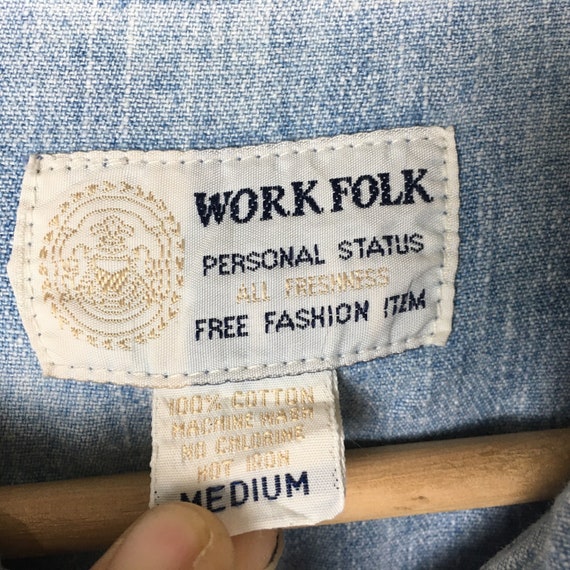 WORK FOLK
PERSONAL STATUS
ALL FRESHNESS
FREE FASHION ITEM
100% COTTON
MACHINE WASH
NO CHLORINE
HOT IRON
MEDIUM